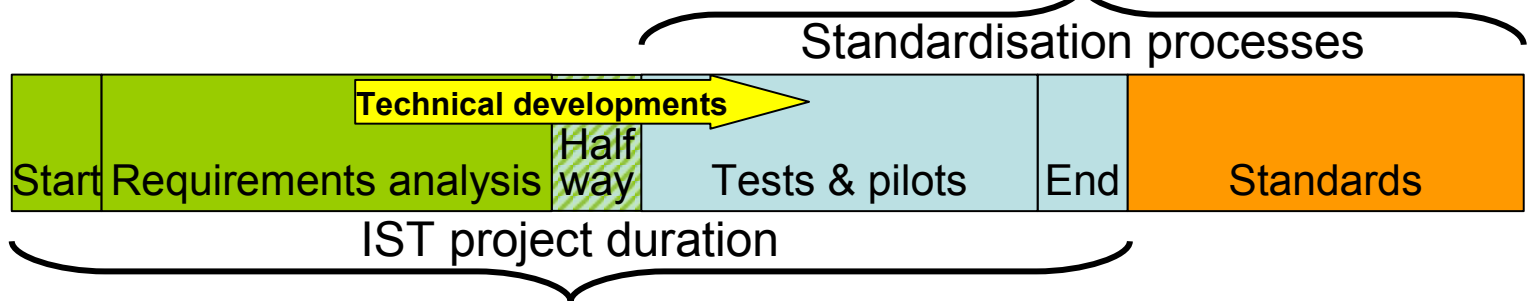 Standardisation processes
Technical developments
Start
Requirements analysis
Half
way
Tests & pilots
End
Standards
IST project duration